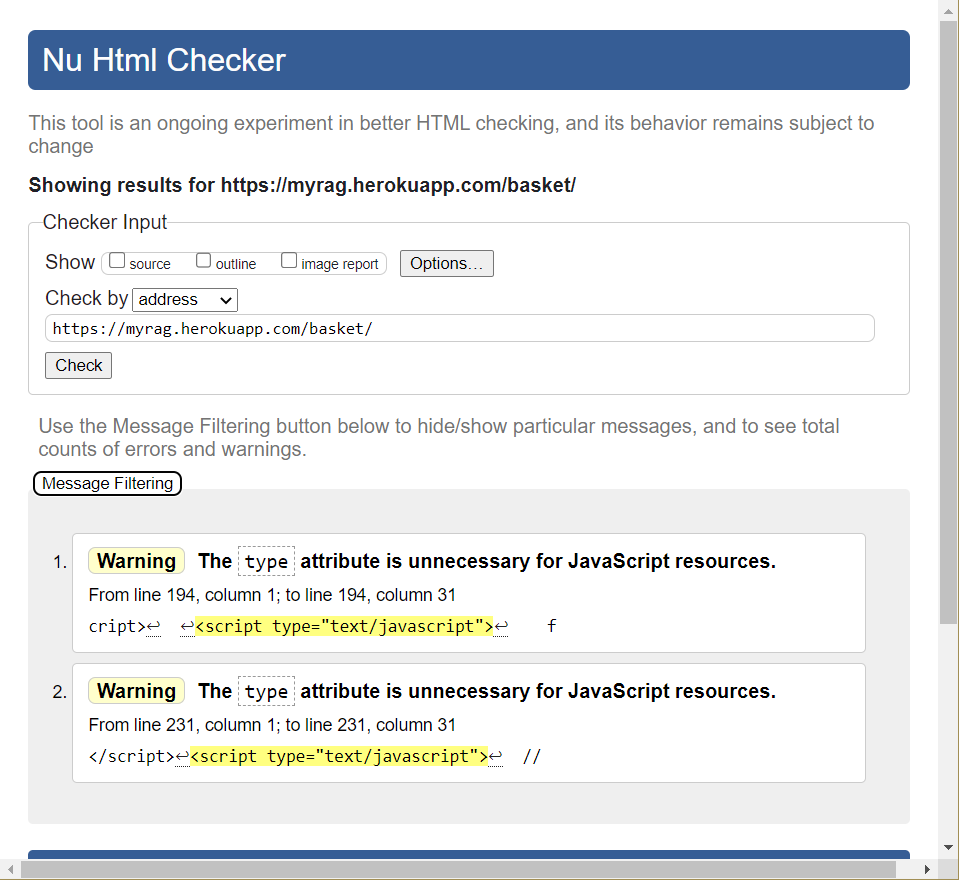 Nu Html Checker
This tool is an ongoing experiment in better HTML checking, and its behavior remains subject to
change
Showing results for https://myrag.herokuapp.com/basket/
Checker Input
Show source outline image report Options...
Check by address
https://myrag.herokuapp.com/basket/
Check
Use the Message Filtering button below to hide/show particular messages, and to see total
counts of errors and warnings.
Message Filtering
1. Warning The type attribute is unnecessary for JavaScript resources.
From line 194, column 1; to line 194, column 31
cript>↩ ↩<script type="text/javascript">↩ f
2. Warning The type attribute is unnecessary for JavaScript resources.
From line 231, column 1; to line 231, column 31
</script>↩<script type="text/javascript">↩ //